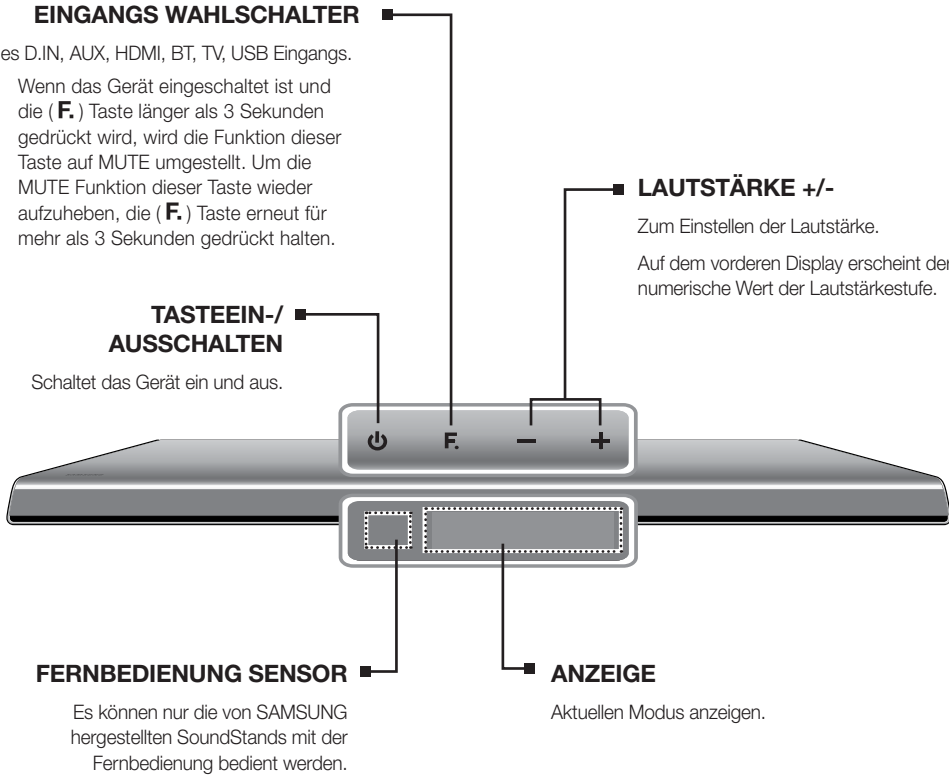 EINGANGS WAHLSCHALTER
es D.IN, AUX, HDMI, BT, TV, USB Eingangs.
Wenn das Gerät eingeschaltet ist und
die ( F. ) Taste länger als 3 Sekunden
gedrückt wird, wird die Funktion dieser
Taste auf MUTE umgestellt. Um die
MUTE Funktion dieser Taste wieder
aufzuheben, die ( F. ) Taste erneut für
mehr als 3 Sekunden gedrückt halten.
LAUTSTÄRKE +/-
Zum Einstellen der Lautstärke.
Auf dem vorderen Display erscheint der
numerische Wert der Lautstärkestufe.
TASTEEIN-/
AUSSCHALTEN
Schaltet das Gerät ein und aus.
F. − +
FERNBEDIENUNG SENSOR
Es können nur die von SAMSUNG
hergestellten SoundStands mit der
Fernbedienung bedient werden.
ANZEIGE
Aktuellen Modus anzeigen.